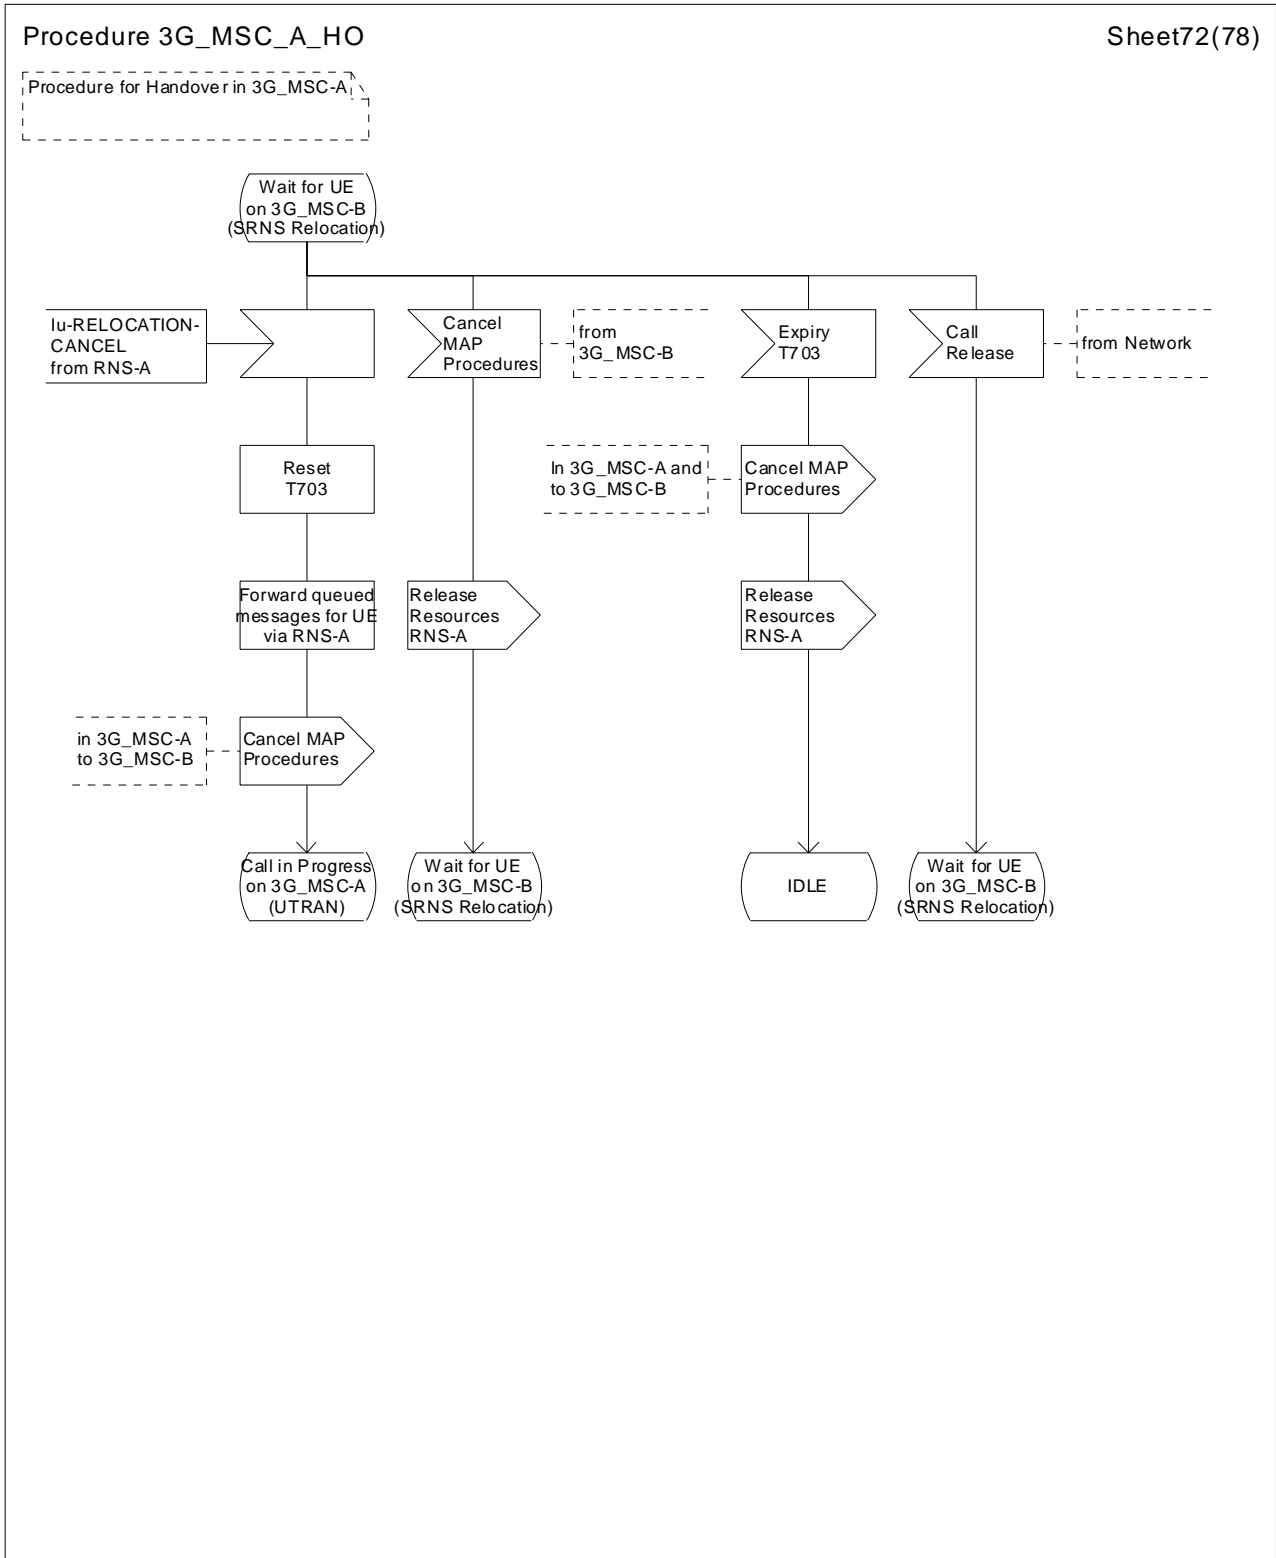 Procedure 3G_MSC_A_HO
Sheet72(78)
Procedure for Handover in 3G_MSC-A
Wait for UE
on 3G_MSC-B
(SRNS Relocation)
Iu-RELOCATION-
CANCEL
from RNS-A
Cancel
MAP
Procedures
from
3G_MSC-B
Expiry
T703
Call
Release
from Network
Reset
T703
In 3G_MSC-A and
to 3G_MSC-B
Cancel MAP
Procedures
Forward queued
messages for UE
via RNS-A
Release
Resources
RNS-A
Release
Resources
RNS-A
in 3G_MSC-A
to 3G_MSC-B
Cancel MAP
Procedures
Call in Progress
on 3G_MSC-A
(UTRAN)
Wait for UE
on 3G_MSC-B
(SRNS Relocation)
IDLE
Wait for UE
on 3G_MSC-B
(SRNS Relocation)